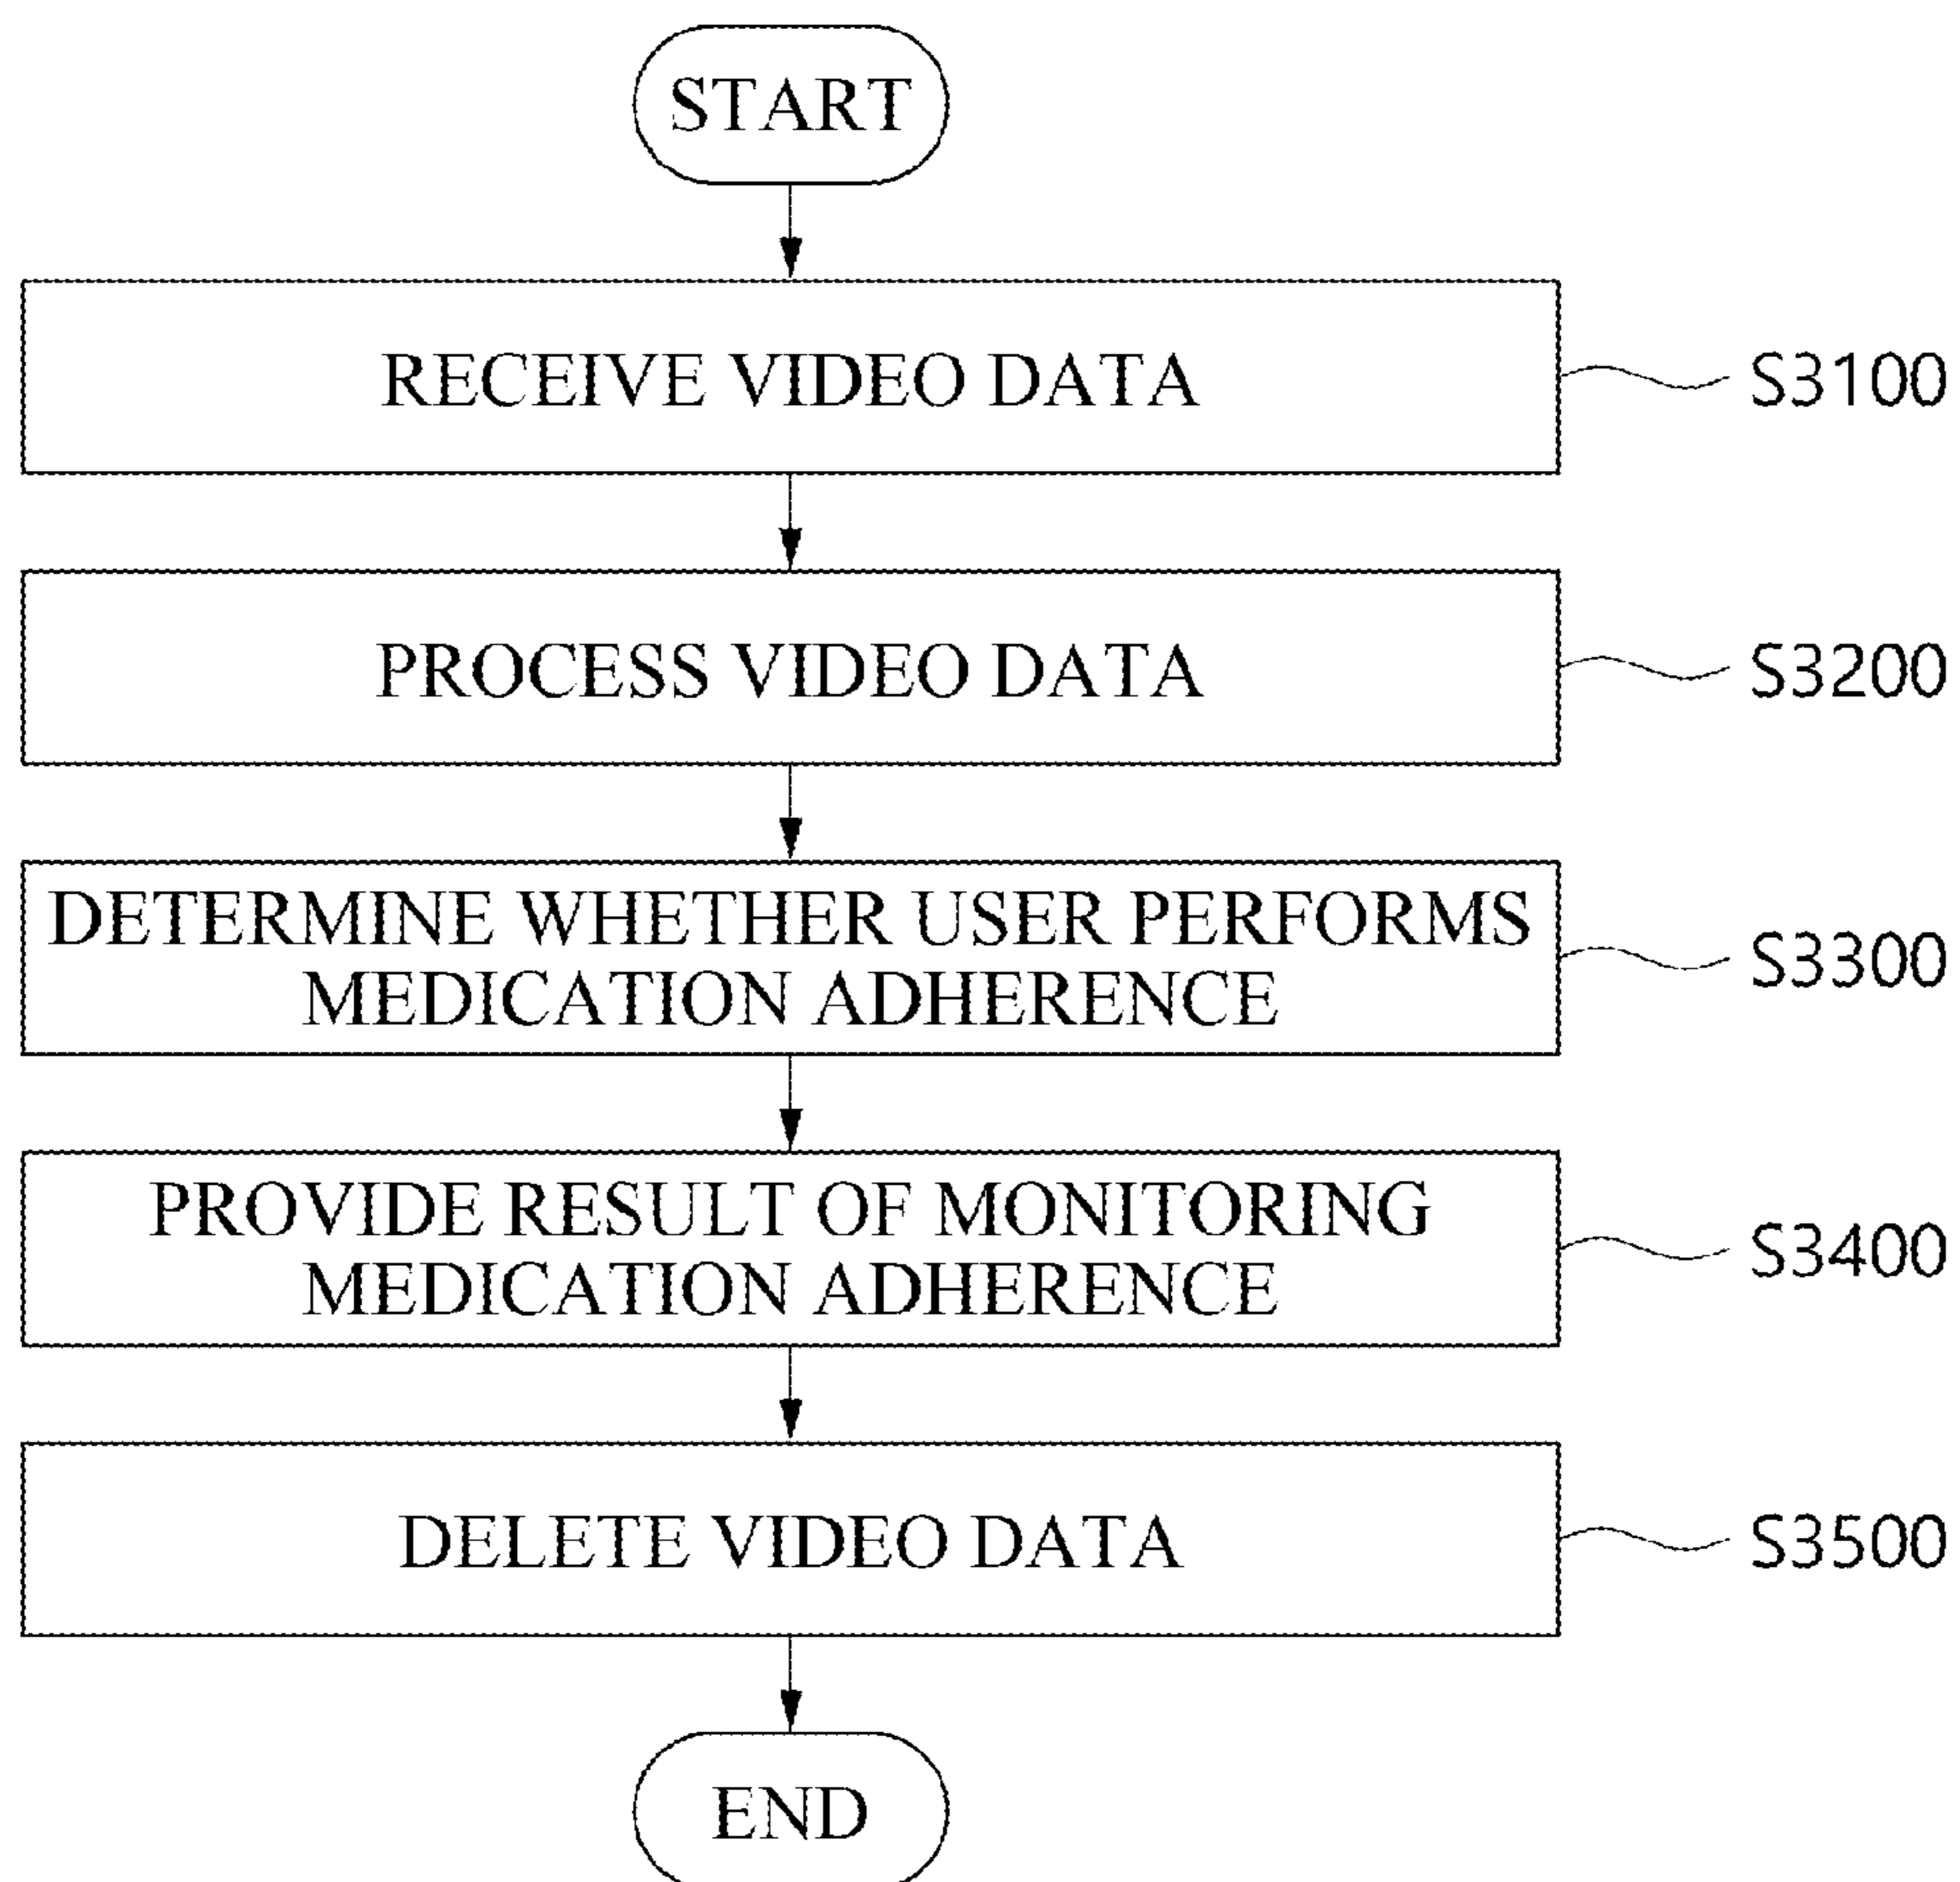 START
RECEIVE VIDEO DATA
S3100
PROCESS VIDEO DATA
S3200
DETERMINE WHETHER USER PERFORMS
MEDICATION ADHERENCE
S3300
PROVIDE RESULT OF MONITORING
MEDICATION ADHERENCE
S3400
DELETE VIDEO DATA
S3500
END